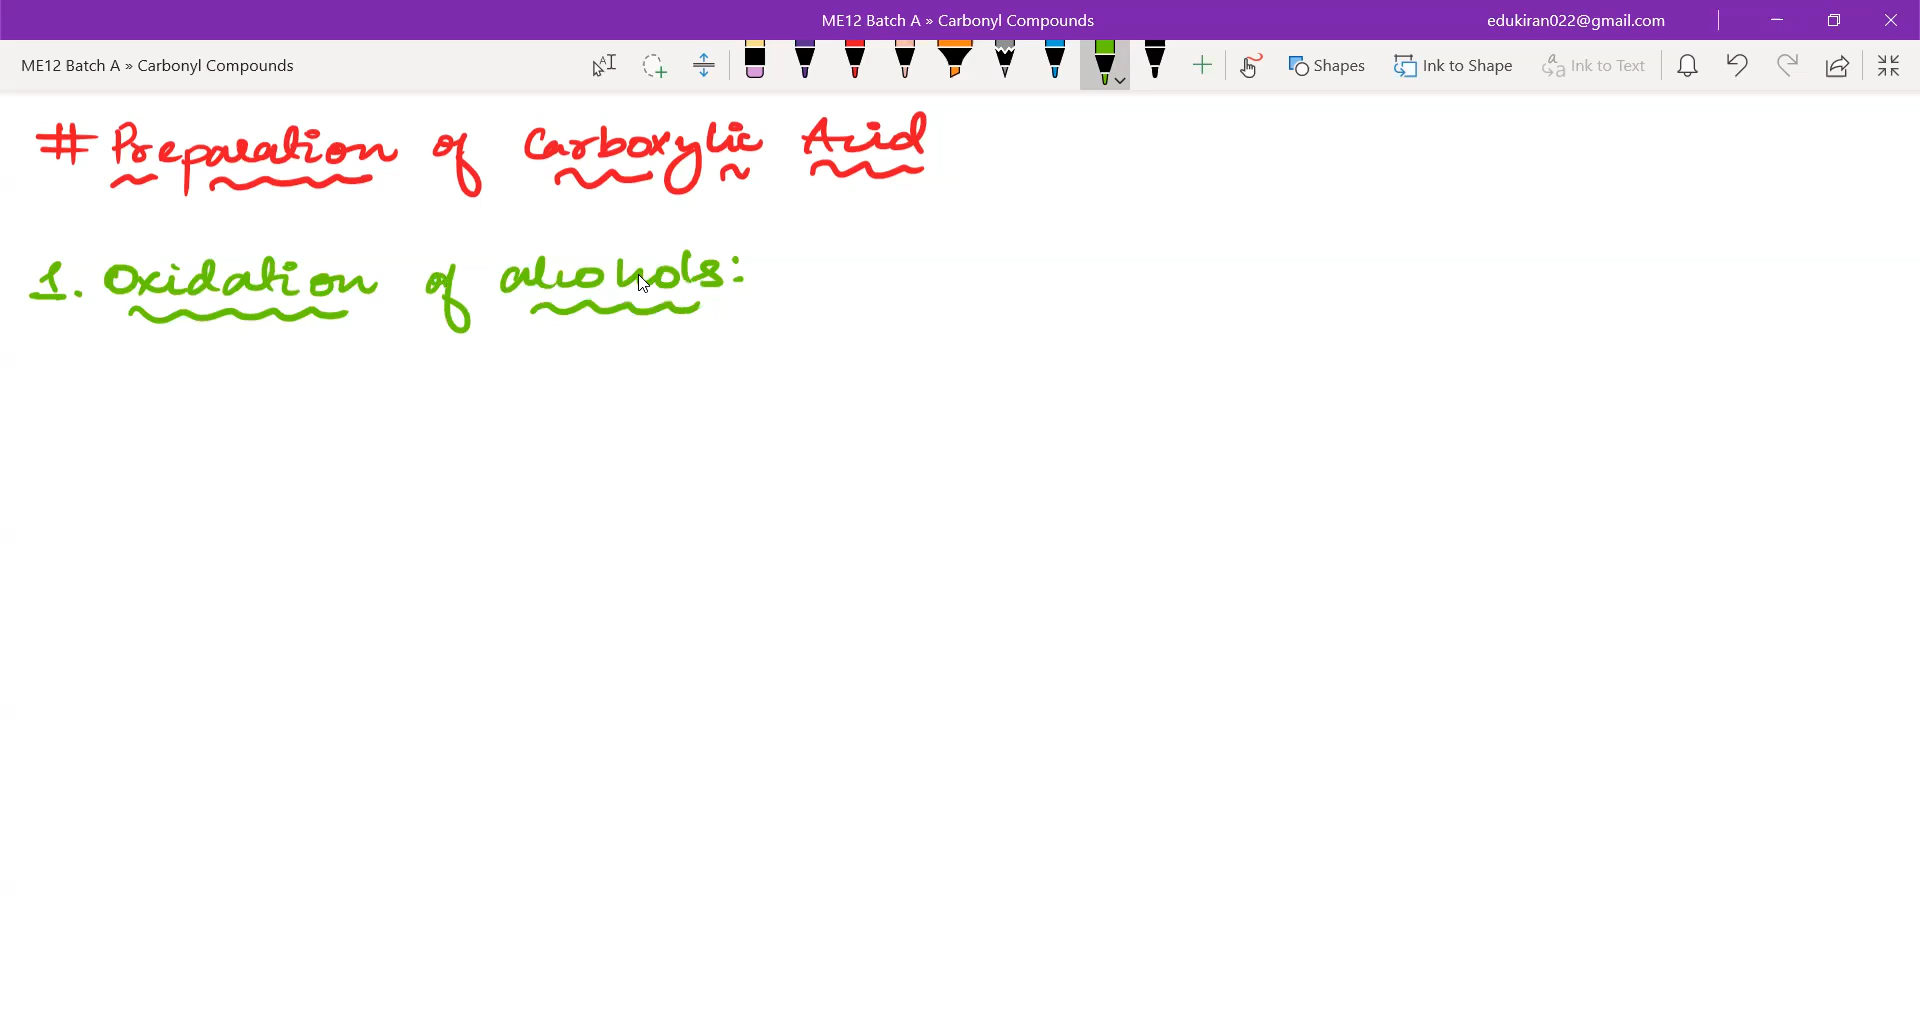 ME12 Batch A » Carbonyl Compounds
edukiran022@gmail.com
ME12 Batch A » Carbonyl Compounds
Shapes
Ink to Shape
Ink to Text
# Preparation of Carboxylic Acid
1. Oxidation of alcohols: